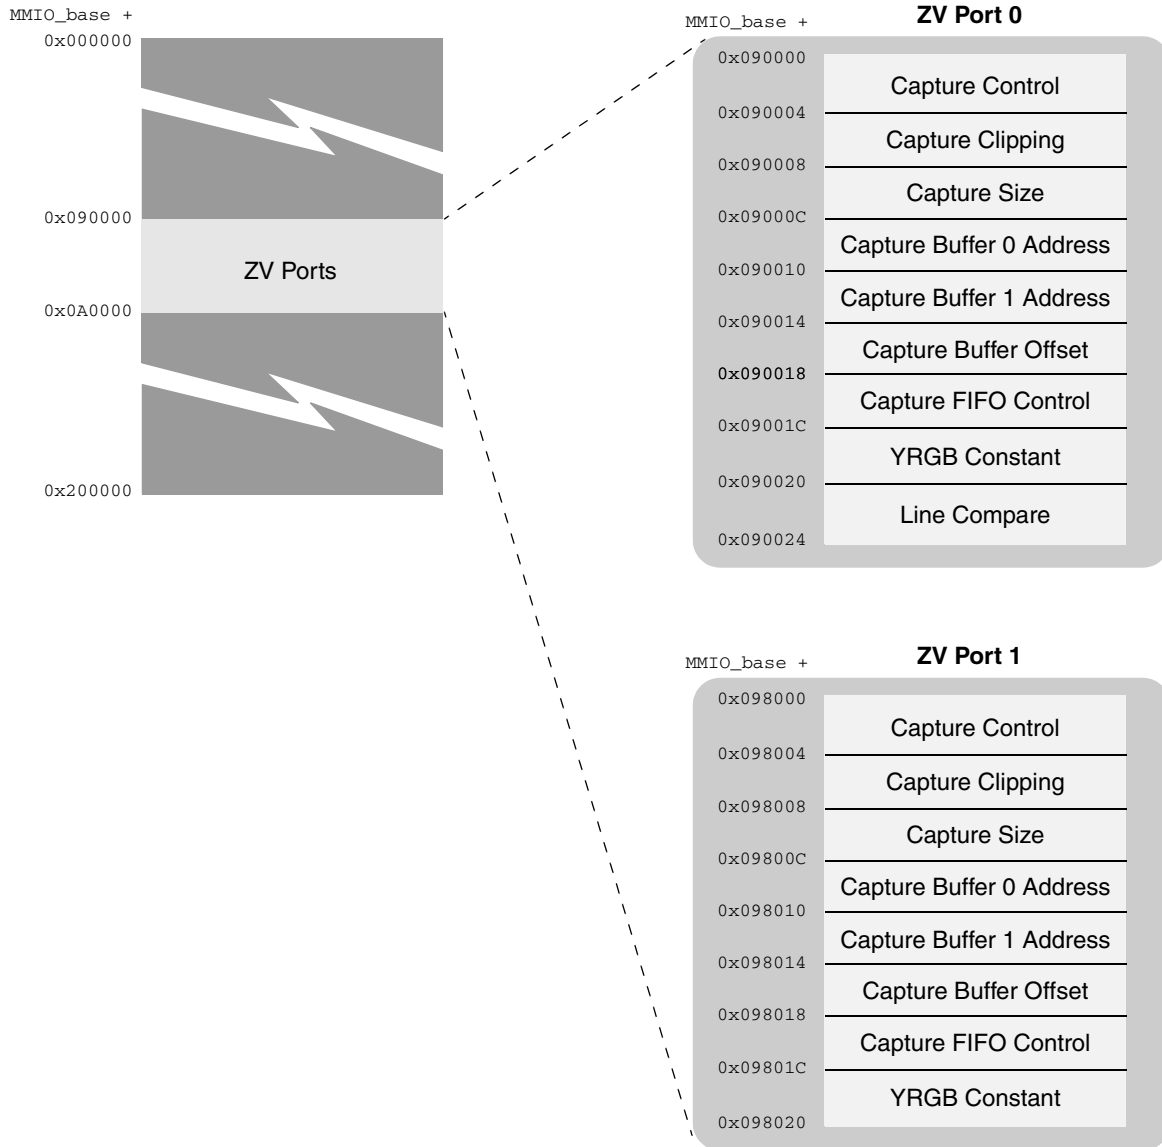 MMIO_base +
0x000000
0x090000
ZV Ports
0x0A0000
0x200000
ZV Port 0
MMIO_base +
0x090000
Capture Control
0x090004
Capture Clipping
0x090008
Capture Size
0x09000C
Capture Buffer 0 Address
0x090010
Capture Buffer 1 Address
0x090014
Capture Buffer Offset
0x090018
Capture FIFO Control
0x09001C
YRGB Constant
0x090020
Line Compare
0x090024
ZV Port 1
MMIO_base +
0x098000
Capture Control
0x098004
Capture Clipping
0x098008
Capture Size
0x09800C
Capture Buffer 0 Address
0x098010
Capture Buffer 1 Address
0x098014
Capture Buffer Offset
0x098018
Capture FIFO Control
0x09801C
YRGB Constant
0x098020